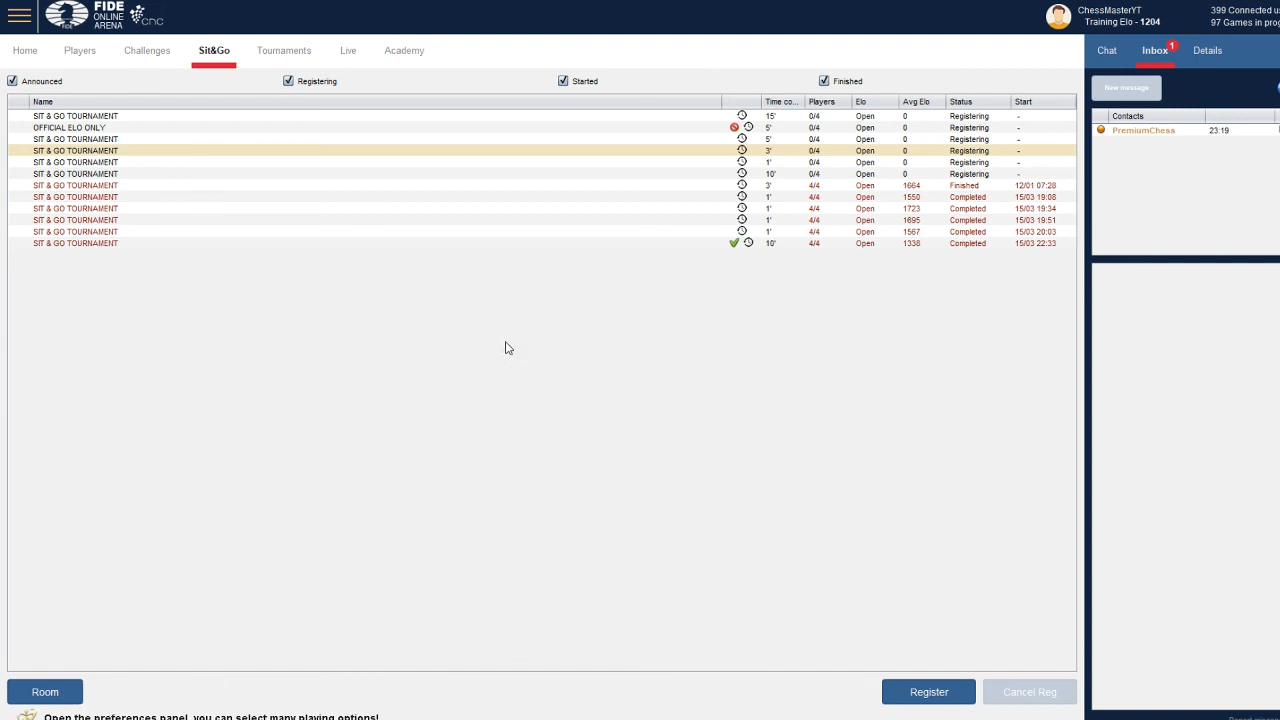 FIDE ONLINE ARENA cnc
ChessMasterYT
Training Elo - 1204
399 Connected us
97 Games in prog
Home Players Challenges Sit&Go Tournaments Live Academy
Chat Inbox 1 Details
Announced Registering Started Finished
New message
Name Time co... Players Elo Avg Elo Status Start
SIT & GO TOURNAMENT 15' 0/4 Open 0 Registering -
OFFICIAL ELO ONLY 5' 0/4 Open 0 Registering -
SIT & GO TOURNAMENT 5' 0/4 Open 0 Registering -
SIT & GO TOURNAMENT 3' 0/4 Open 0 Registering -
SIT & GO TOURNAMENT 1' 0/4 Open 0 Registering -
SIT & GO TOURNAMENT 10' 0/4 Open 0 Registering -
SIT & GO TOURNAMENT 3' 4/4 Open 1664 Finished 12/01 07:28
SIT & GO TOURNAMENT 1' 4/4 Open 1550 Completed 15/03 19:08
SIT & GO TOURNAMENT 1' 4/4 Open 1723 Completed 15/03 19:34
SIT & GO TOURNAMENT 1' 4/4 Open 1695 Completed 15/03 19:51
SIT & GO TOURNAMENT 1' 4/4 Open 1567 Completed 15/03 20:03
SIT & GO TOURNAMENT 10' 4/4 Open 1338 Completed 15/03 22:33
Contacts
PremiumChess 23:19
Room Register Cancel Reg
Open the preferences panel, you can select many playing options!